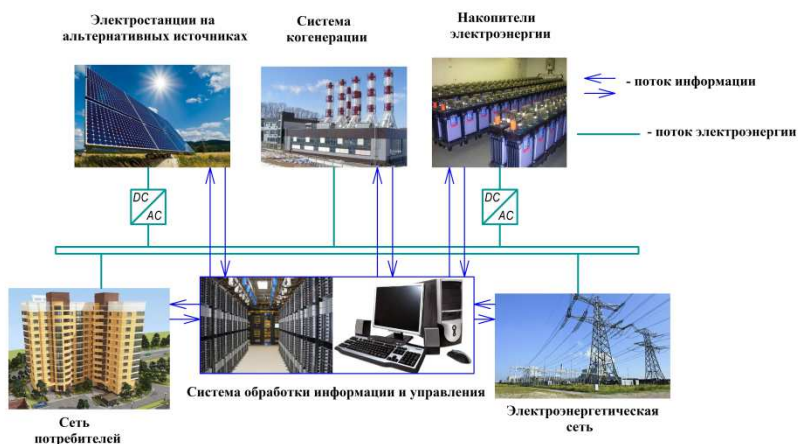 Электростанции на
альтернативных источниках
Система
когенерации
Накопители
электроэнергии
- поток информации
- поток электроэнергии
DC
AC
DC
AC
Система обработки информации и управления
Сеть
потребителей
Электроэнергетическая
сеть